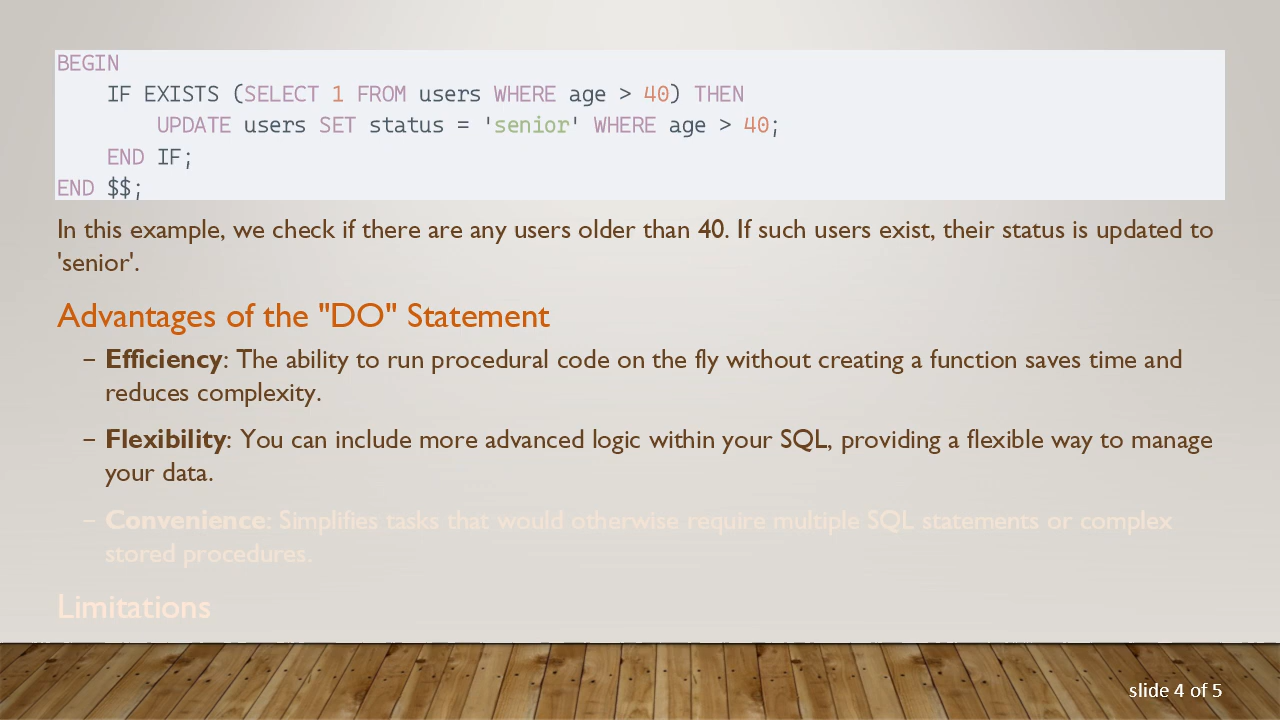 BEGIN
    IF EXISTS (SELECT 1 FROM users WHERE age > 40) THEN
        UPDATE users SET status = 'senior' WHERE age > 40;
    END IF;
END $$;
In this example, we check if there are any users older than 40. If such users exist, their status is updated to
'senior'.
Advantages of the "DO" Statement
– Efficiency: The ability to run procedural code on the fly without creating a function saves time and
reduces complexity.
– Flexibility: You can include more advanced logic within your SQL, providing a flexible way to manage
your data.
– Convenience: Simplifies tasks that would otherwise require multiple SQL statements or complex
stored procedures.
Limitations
slide 4 of 5